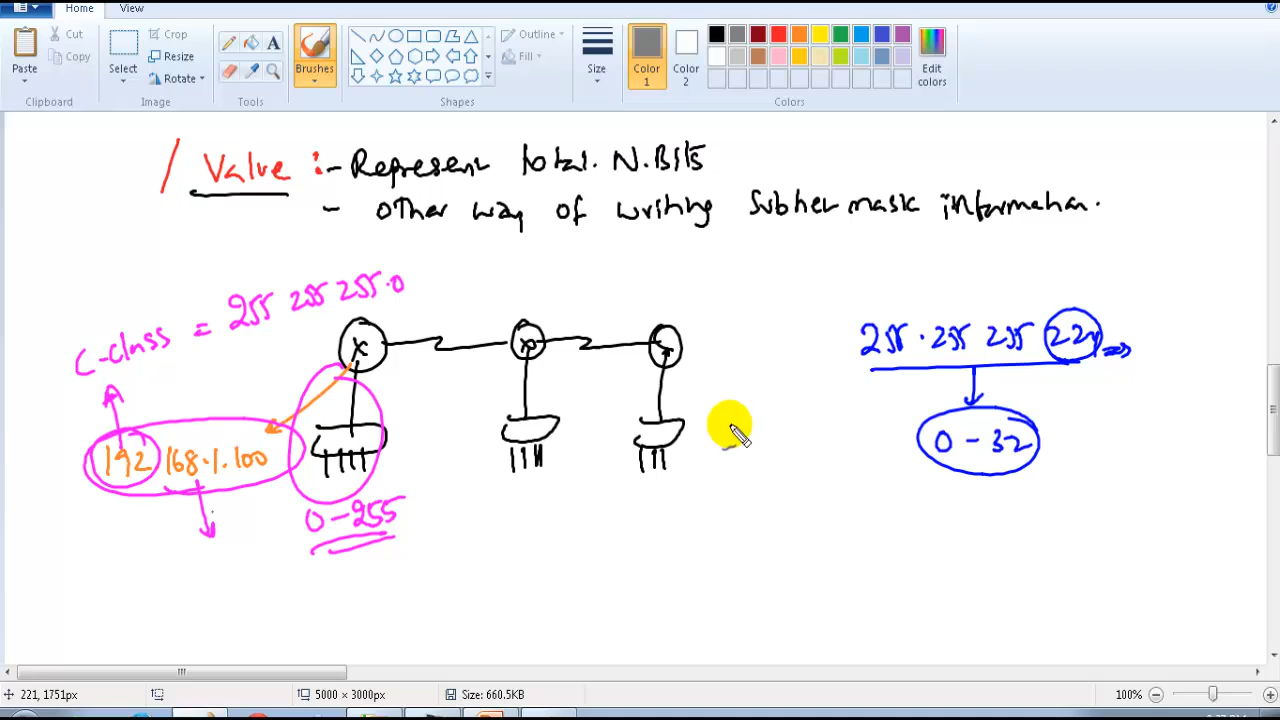 Home View
Paste
Cut
Copy
Clipboard
Select
Crop
Resize
Rotate
Image
A
Tools
Brushes
Outline
Fill
Shapes
Size
Color 1
Color 2
Edit colors
Colors
/ Value :- Represent total. N.Bits
- other way of writing subnet mask information.
C-class = 255 255 255.0
192 168.1.100
0-255
X
255.255 255 224 =>
0-32
221, 1751px
5000 × 3000px
Size: 660.5KB
100%